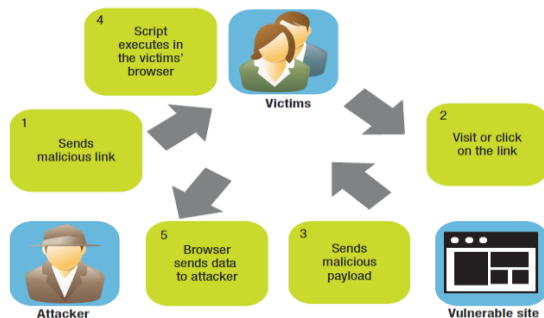 4
Script
executes in
the victims'
browser
Victims
1
Sends
malicious link
2
Visit or click
on the link
5
Browser
sends data
to attacker
3
Sends
malicious
payload
Attacker
Vulnerable site